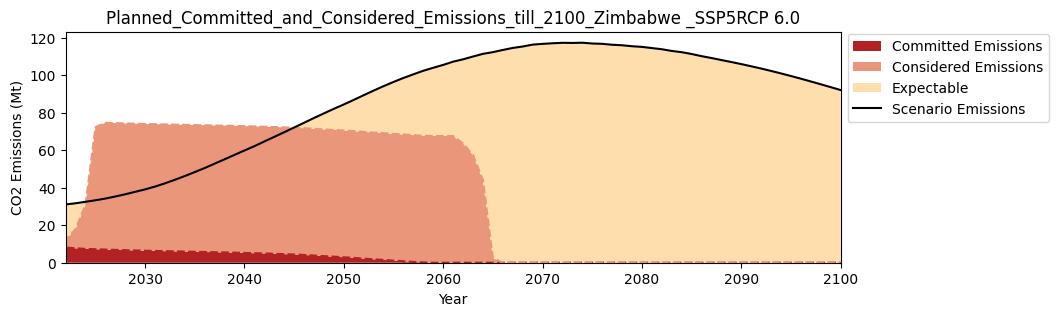 Planned_Committed_and_Considered_Emissions_till_2100_Zimbabwe _SSP5RCP 6.0
CO2 Emissions (Mt)
120
100
80
60
40
20
0
2030 2040 2050 2060 2070 2080 2090 2100
Year
Committed Emissions
Considered Emissions
Expectable
Scenario Emissions